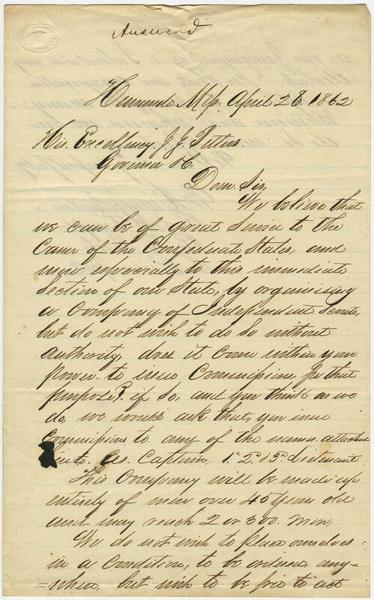 Answered
Hernando Mi/p. April 28. 1862
His. Excellency J. J. Pettus
Governor &c.
Dear. Sir,
We believe that
we can be of great Service to the
Cause of the Confederate States, and
more especially to this immediate
Section of our State, by organising
a Company of Independent Scouts,
but do not wish to do so without
authority, does it come within your
power to issue Commissions for that
purpose? if so, and you think as we
do, we would ask that, you issue
Commissions to any of the names attached
as Captain, 1st 2d & 3d Lieutenant.
This Company will be made up
entirely of men over 45 years old
and may reach 2 or 300. men,
We do not wish to place ourselves
in a Condition, to be ordered any-
=where, but wish to be free to act